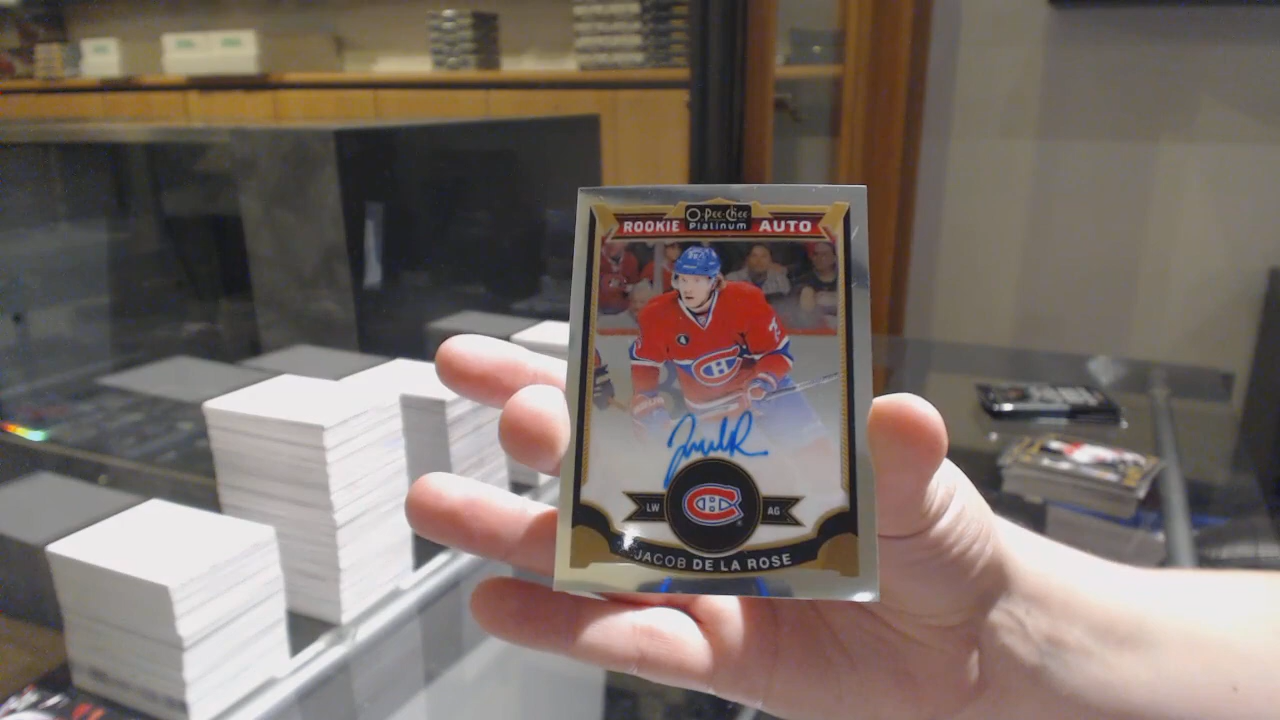 O-Pee-Chee
Platinum
ROOKIE AUTO
LW AG
JACOB DE LA ROSE